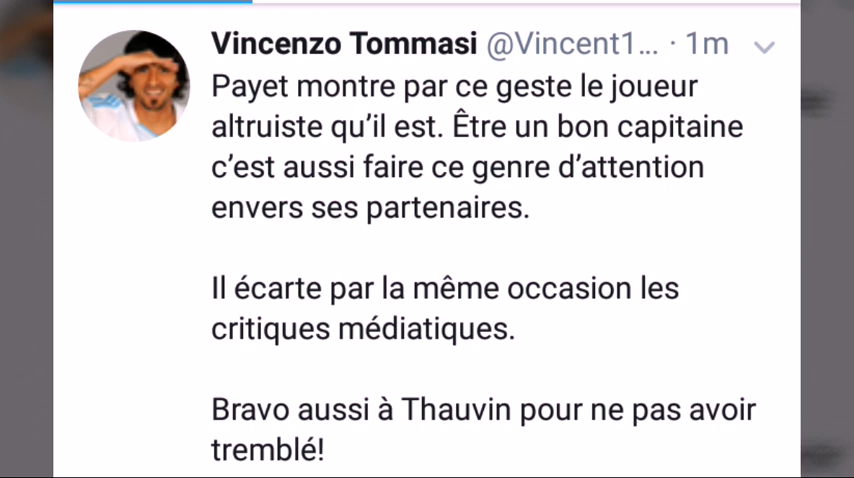 Vincenzo Tommasi @Vincent1... · 1m
Payet montre par ce geste le joueur
altruiste qu’il est. Être un bon capitaine
c’est aussi faire ce genre d’attention
envers ses partenaires.
Il écarte par la même occasion les
critiques médiatiques.
Bravo aussi à Thauvin pour ne pas avoir
tremblé!